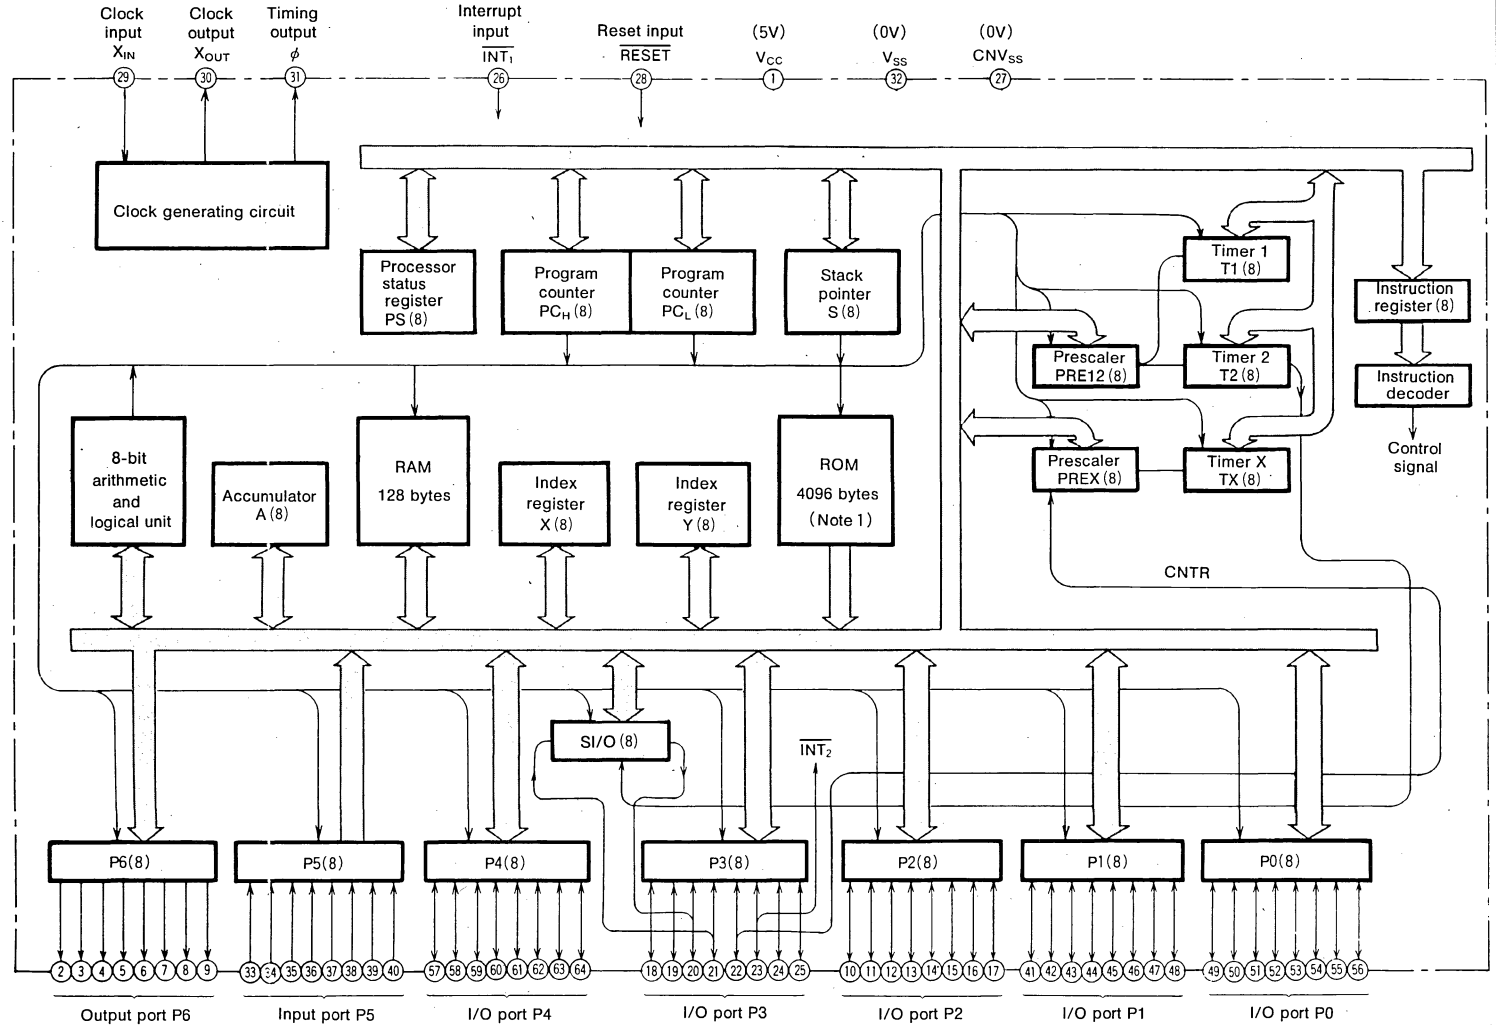 Clock input X_IN
Clock output X_OUT
Timing output φ
Interrupt input INT₁
Reset input RESET
(5V) V_CC
(0V) V_SS
(0V) CNV_SS
29
30
31
26
28
1
32
27
Clock generating circuit
Processor
status
register
PS(8)
Program
counter
PC_H(8)
Program
counter
PC_L(8)
Stack
pointer
S(8)
Timer 1
T1(8)
Instruction
register(8)
Prescaler
PRE12(8)
Timer 2
T2(8)
Instruction
decoder
Control
signal
Prescaler
PREX(8)
Timer X
TX(8)
8-bit
arithmetic
and
logical unit
Accumulator
A(8)
RAM
128 bytes
Index
register
X(8)
Index
register
Y(8)
ROM
4096 bytes
(Note 1)
CNTR
SI/O(8)
INT₂
P6(8)
P5(8)
P4(8)
P3(8)
P2(8)
P1(8)
P0(8)
2 3 4 5 6 7 8 9
33 34 35 36 37 38 39 40
57 58 59 60 61 62 63 64
18 19 20 21 22 23 24 25
10 11 12 13 14 15 16 17
41 42 43 44 45 46 47 48
49 50 51 52 53 54 55 56
Output port P6
Input port P5
I/O port P4
I/O port P3
I/O port P2
I/O port P1
I/O port P0